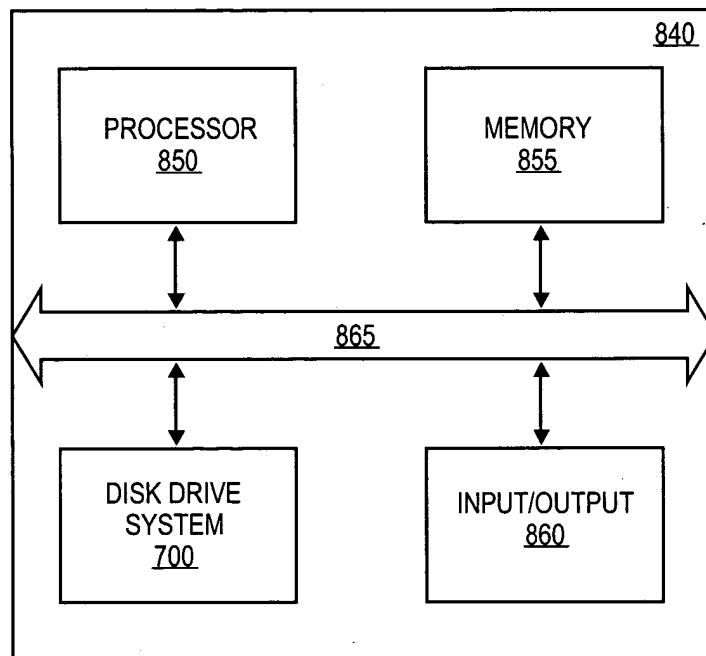 840
PROCESSOR
850
MEMORY
855
865
DISK DRIVE
SYSTEM
700
INPUT/OUTPUT
860